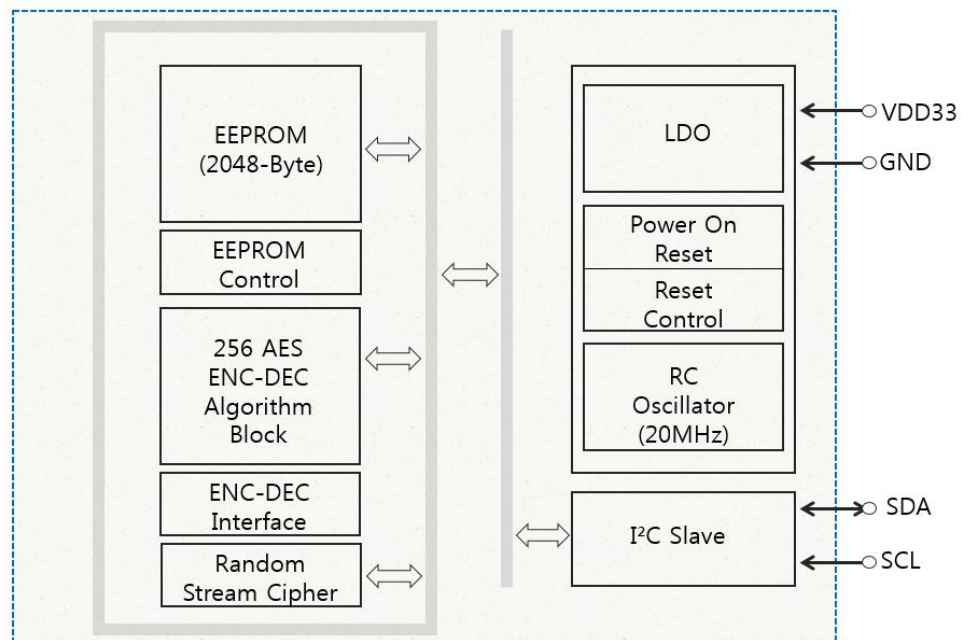 EEPROM
(2048-Byte)
EEPROM
Control
256 AES
ENC-DEC
Algorithm
Block
ENC-DEC
Interface
Random
Stream Cipher
LDO
Power On
Reset
Reset
Control
RC
Oscillator
(20MHz)
I²C Slave
VDD33
GND
SDA
SCL